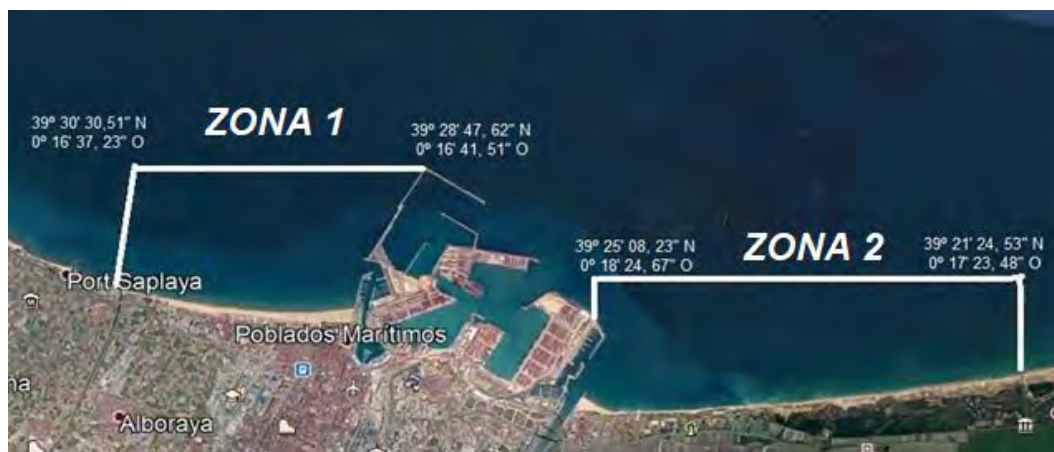 39º 30' 30,51" N
0º 16' 37, 23" O
ZONA 1
39º 28' 47, 62" N
0º 16' 41, 51" O
39º 25' 08, 23" N
0º 18' 24, 67" O
ZONA 2
39º 21' 24, 53" N
0º 17' 23, 48" O
Port Saplaya
Poblados Marítimos
na
Alboraya